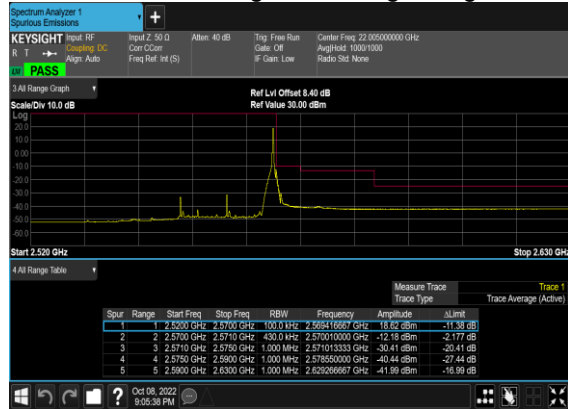 Spectrum Analyzer 1
Spurious Emissions
KEYSIGHT Input: RF Input Z: 50 Ω Atten: 40 dB Trig: Free Run Center Freq: 22.005000000 GHz
R T Coupling: DC Corr CCorr Gate: Off Avg|Hold: 1000/1000
Align: Auto Freq Ref: Int (S) IF Gain: Low Radio Std: None
PASS
3 All Range Graph
Ref Lvl Offset 8.40 dB
Scale/Div 10.0 dB Ref Value 30.00 dBm
Log
20.0
10.0
0.00
-10.0
-20.0
-30.0
-40.0
-50.0
-60.0
Start 2.520 GHz Stop 2.630 GHz
4 All Range Table
Measure Trace Trace 1
Trace Type Trace Average (Active)
Spur Range Start Freq Stop Freq RBW Frequency Amplitude ΔLimit
1 1 2.5200 GHz 2.5700 GHz 100.0 kHz 2.569416667 GHz 18.62 dBm -11.38 dB
2 2 2.5700 GHz 2.5710 GHz 430.0 kHz 2.570010000 GHz -12.18 dBm -2.177 dB
3 3 2.5710 GHz 2.5750 GHz 1.000 MHz 2.571013333 GHz -30.41 dBm -20.41 dB
4 4 2.5750 GHz 2.5900 GHz 1.000 MHz 2.578550000 GHz -40.44 dBm -27.44 dB
5 5 2.5900 GHz 2.6300 GHz 1.000 MHz 2.629266667 GHz -41.99 dBm -16.99 dB
Oct 08, 2022
9:05:38 PM